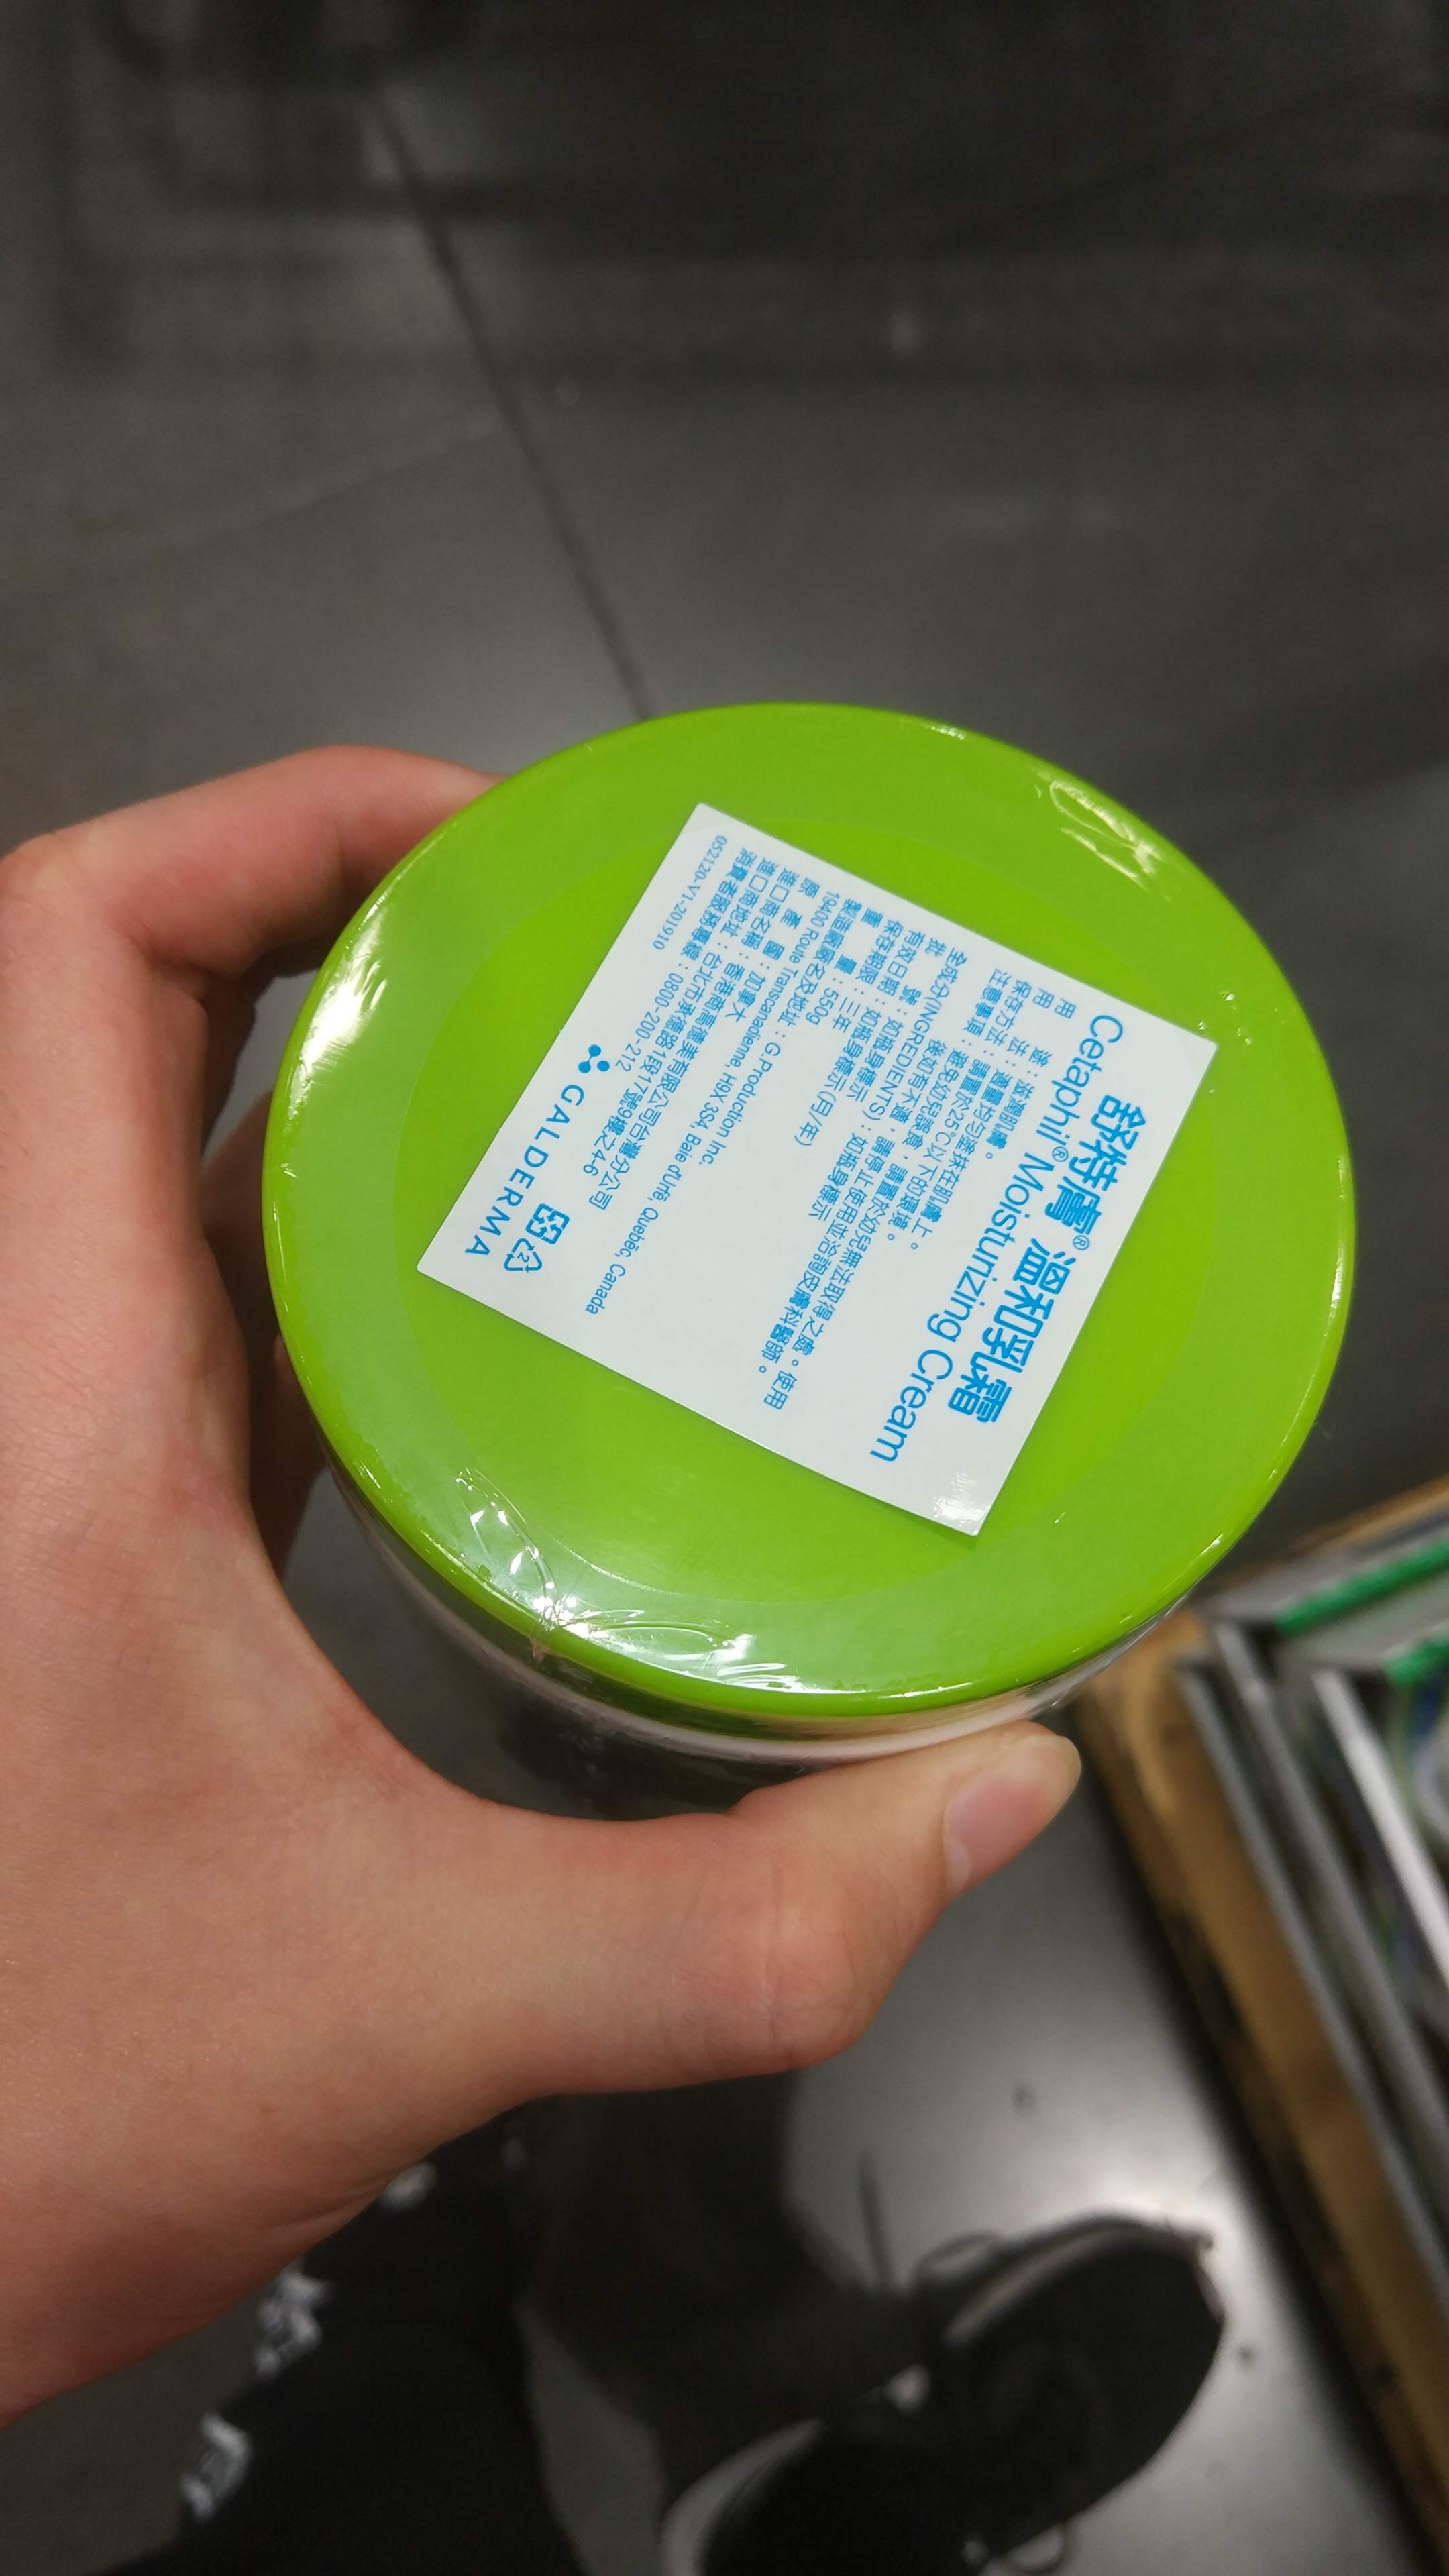 舒特膚® 溫和乳霜
Cetaphil® Moisturizing Cream
用 途：滋潤肌膚。
用 法：適量均勻塗抹在肌膚上。
保存方法：請置於25°C以下的環境。
注意事項：避免幼兒誤食，請置於幼兒無法取得之處。使用
後如有不適，請停止使用並洽詢皮膚科醫師。
全成分(INGREDIENTS)：如瓶身標示
批 號：如瓶身標示
有效日期：如瓶身標示(月/年)
保存期限：三年
重 量：550g
製造廠廠名及地址：G.Production Inc.
19400 Route Transcanadienne, H9X 3S4, Baie d'Urfé, Québec, Canada
原 產 國：加拿大
進口商名稱：香港商高德美有限公司台灣分公司
進口商地址：台北市承德路1段17號9樓之4-6
消費者服務專線：0800-200-212
052120-V1-201910
GALDERMA
2